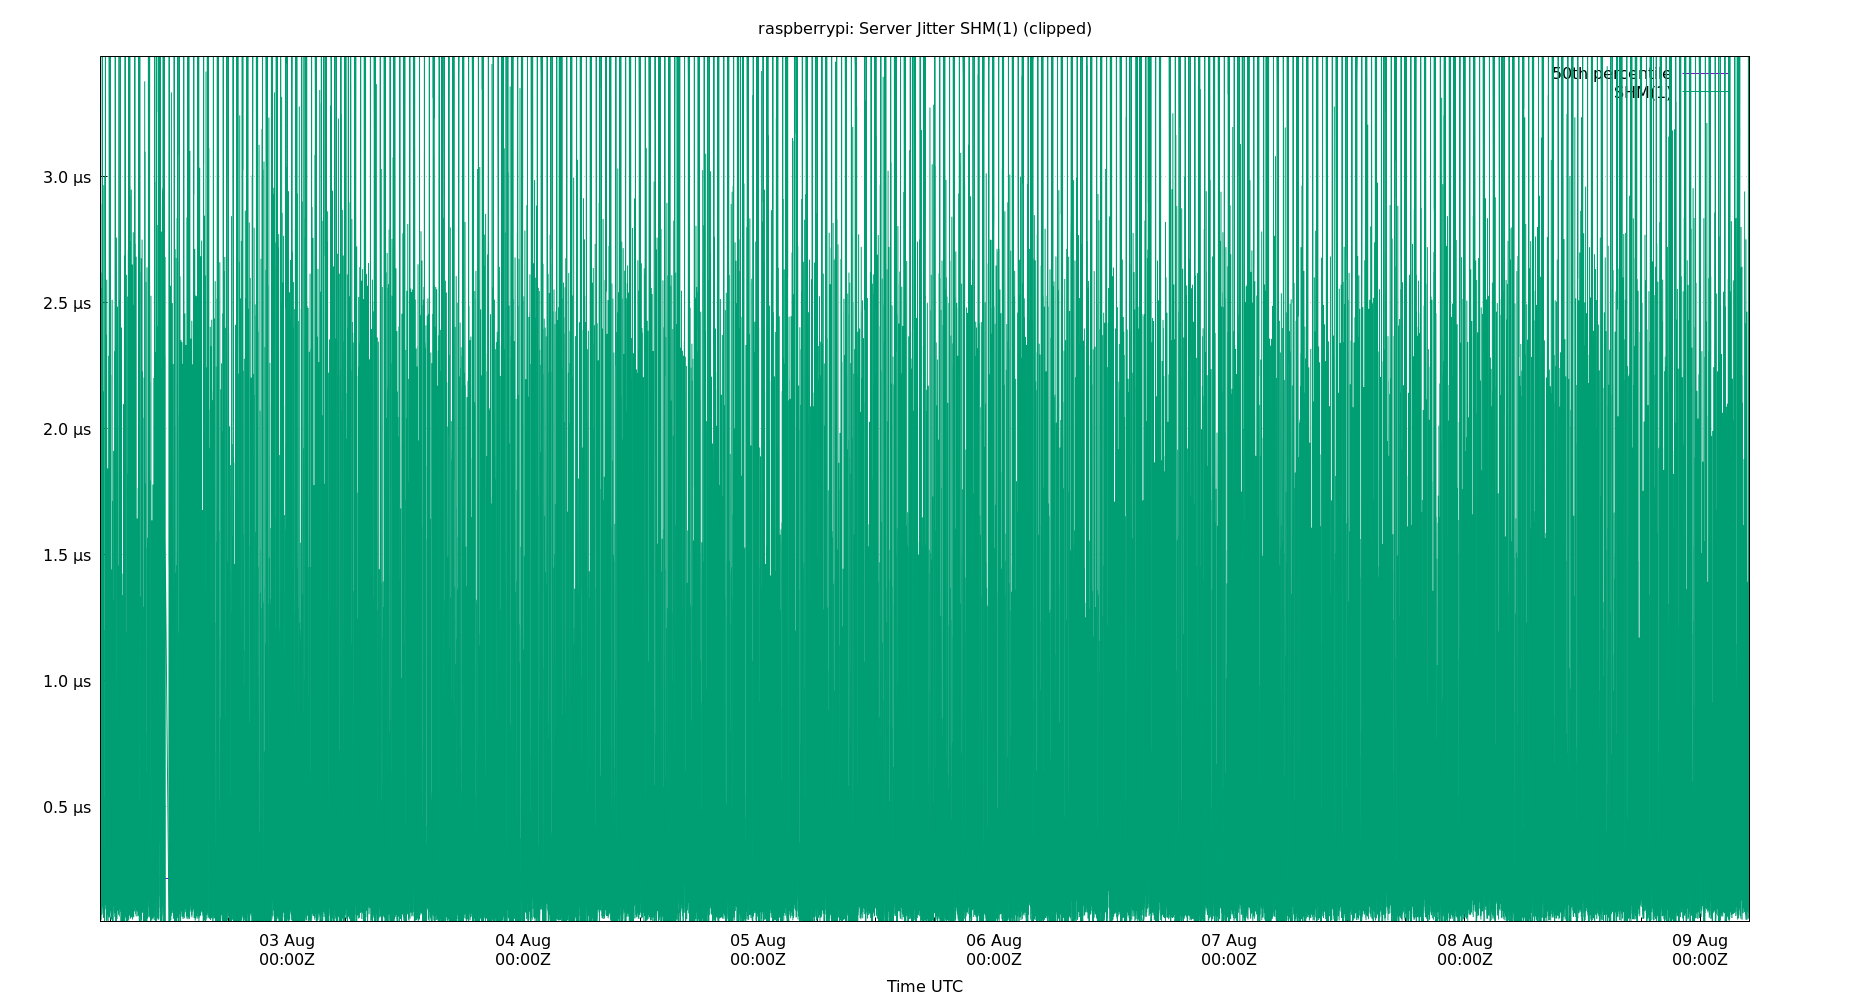 raspberrypi: Server Jitter SHM(1) (clipped)
50th percentile
SHM(1)
3.0 μs
2.5 μs
2.0 μs
1.5 μs
1.0 μs
0.5 μs
03 Aug 04 Aug 05 Aug 06 Aug 07 Aug 08 Aug 09 Aug
00:00Z 00:00Z 00:00Z 00:00Z 00:00Z 00:00Z 00:00Z
Time UTC